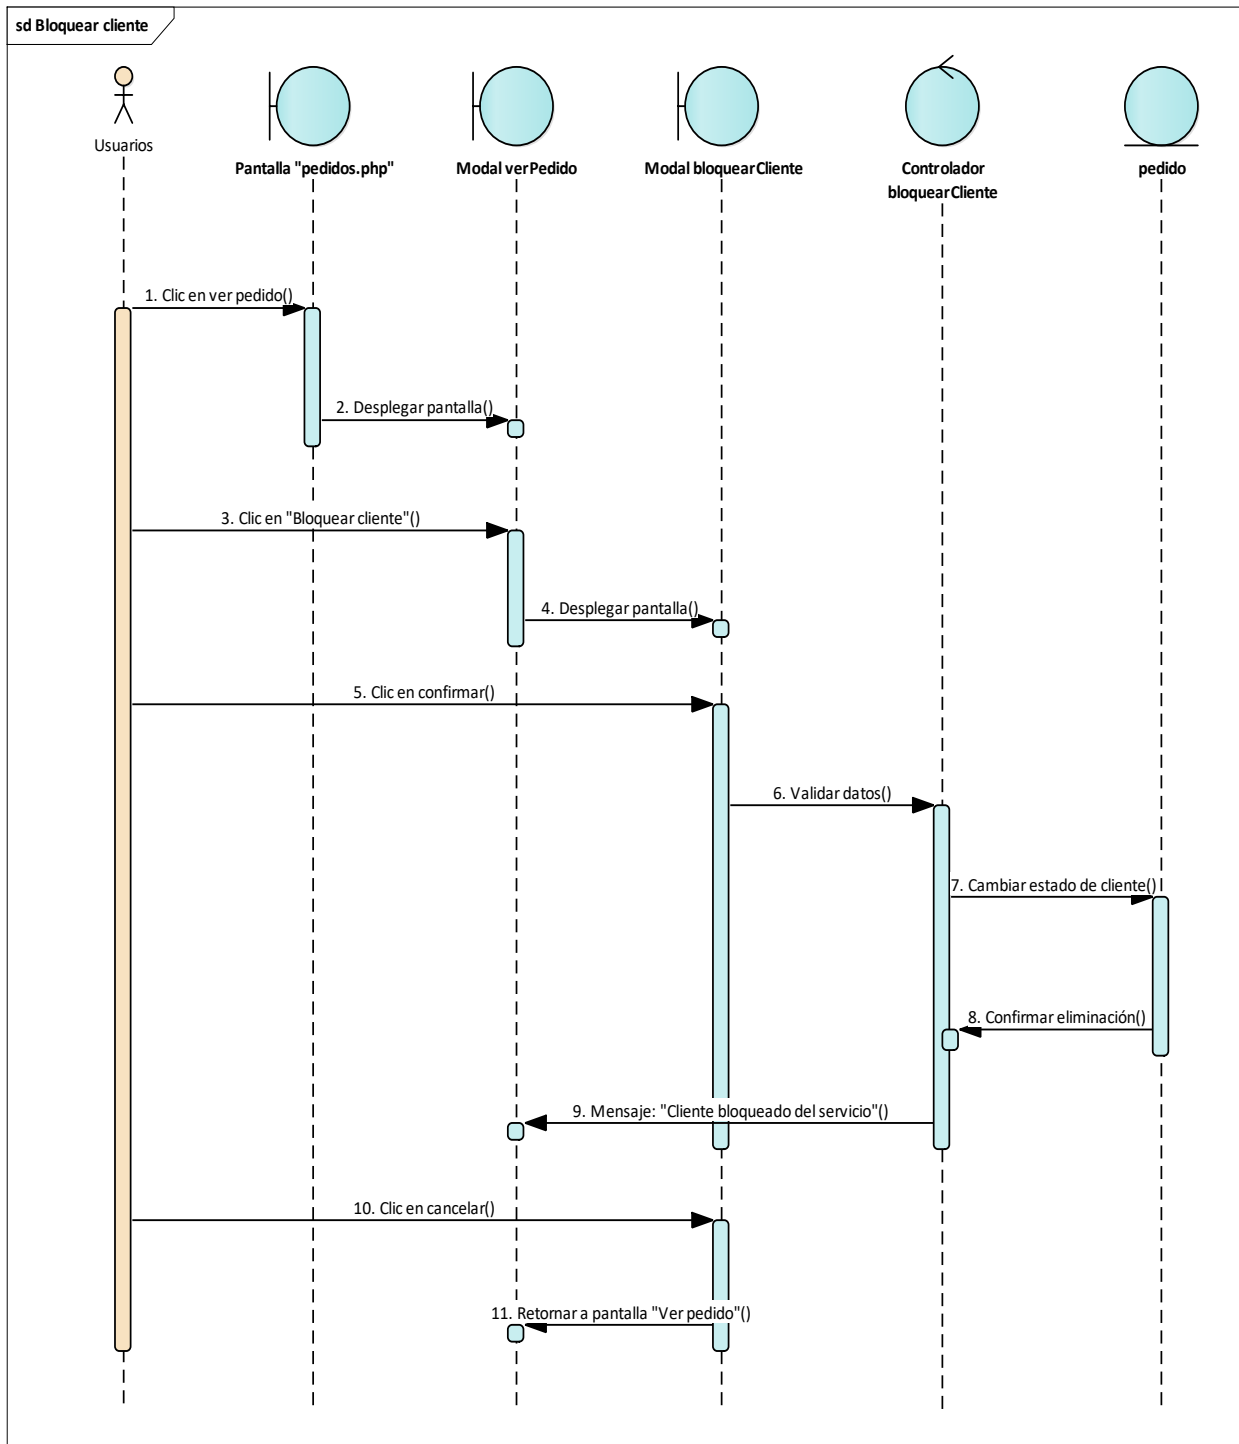 sd Bloquear cliente
Usuarios
Pantalla "pedidos.php"
Modal verPedido
Modal bloquearCliente
Controlador
bloquearCliente
pedido
1. Clic en ver pedido()
2. Desplegar pantalla()
3. Clic en "Bloquear cliente"()
4. Desplegar pantalla()
5. Clic en confirmar()
6. Validar datos()
7. Cambiar estado de cliente()
8. Confirmar eliminación()
9. Mensaje: "Cliente bloqueado del servicio"()
10. Clic en cancelar()
11. Retornar a pantalla "Ver pedido"()